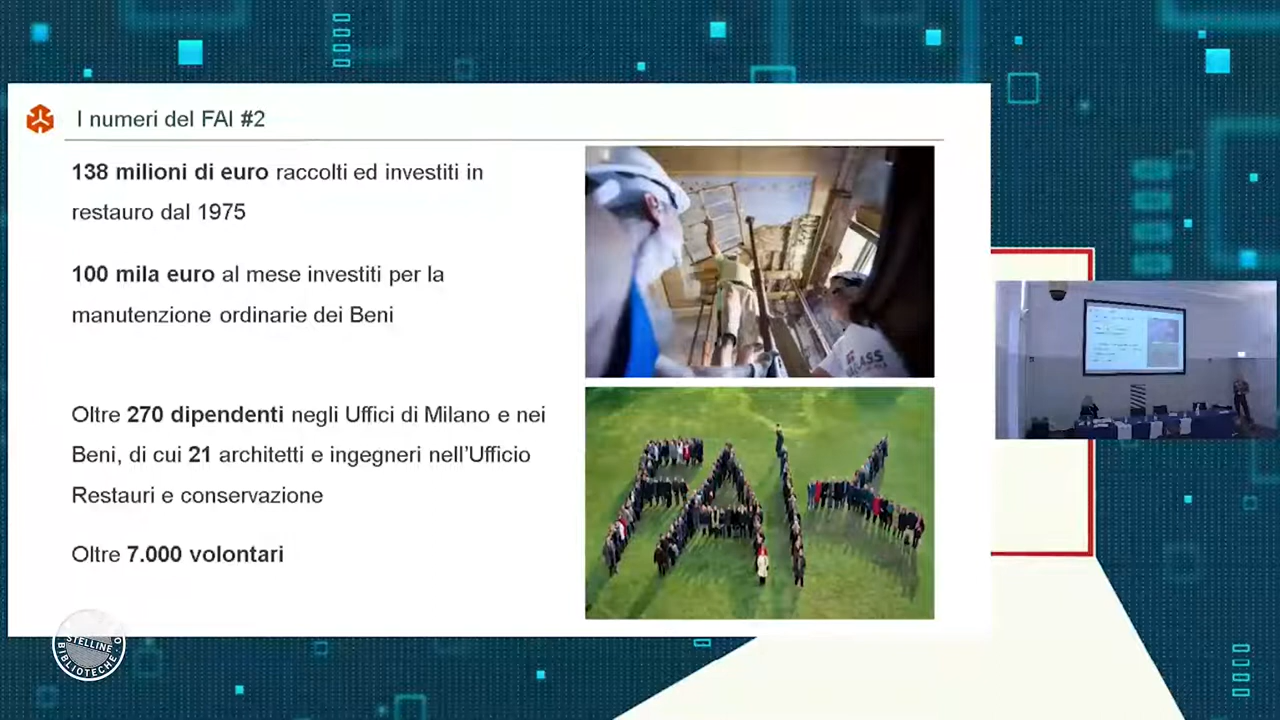 I numeri del FAI #2
138 milioni di euro raccolti ed investiti in
restauro dal 1975
100 mila euro al mese investiti per la
manutenzione ordinarie dei Beni
Oltre 270 dipendenti negli Uffici di Milano e nei
Beni, di cui 21 architetti e ingegneri nell'Ufficio
Restauri e conservazione
Oltre 7.000 volontari
FAI
STELLINE
BIBLIOTECHE